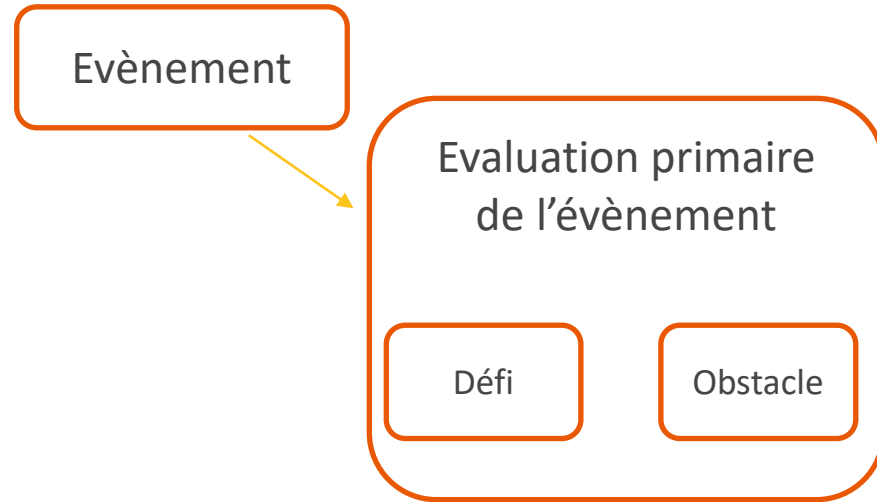 Evènement
Evaluation primaire
de l’évènement
Défi
Obstacle